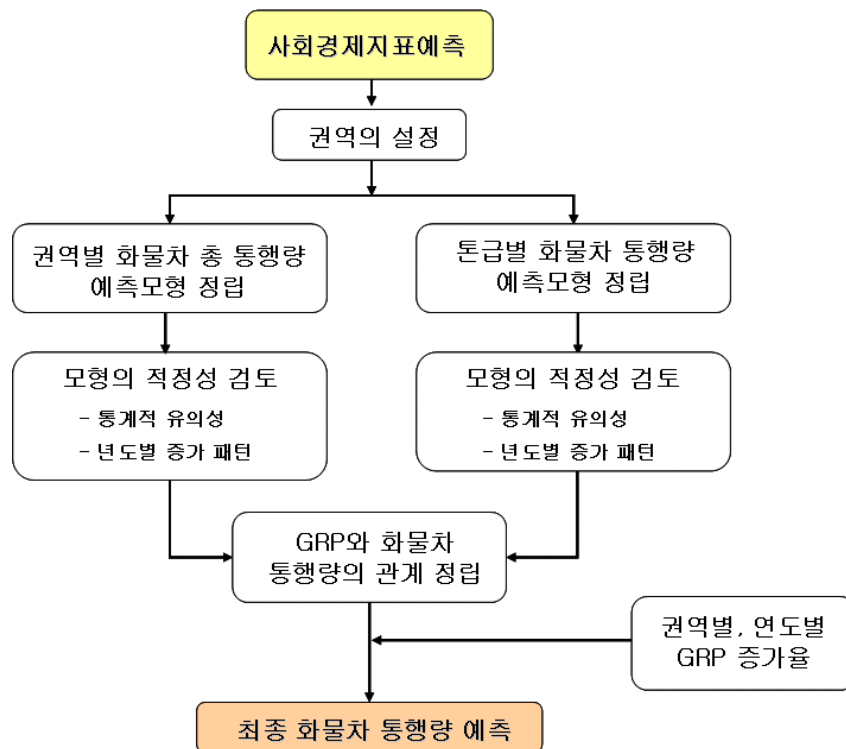 사회경제지표예측
권역의 설정
권역별 화물차 총 통행량
예측모형 정립
톤급별 화물차 통행량
예측모형 정립
모형의 적정성 검토
- 통계적 유의성
- 년도별 증가 패턴
모형의 적정성 검토
- 통계적 유의성
- 년도별 증가 패턴
GRP와 화물차
통행량의 관계 정립
권역별, 연도별
GRP 증가율
최종 화물차 통행량 예측